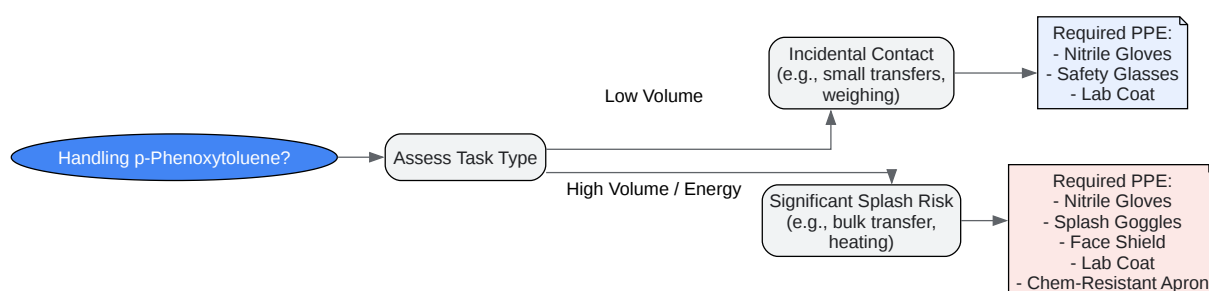 Handling p-Phenoxytoluene?
Assess Task Type
Low Volume
High Volume / Energy
Incidental Contact
(e.g., small transfers,
weighing)
Required PPE:
- Nitrile Gloves
- Safety Glasses
- Lab Coat
Significant Splash Risk
(e.g., bulk transfer,
heating)
Required PPE:
- Nitrile Gloves
- Splash Goggles
- Face Shield
- Lab Coat
- Chem-Resistant Apron